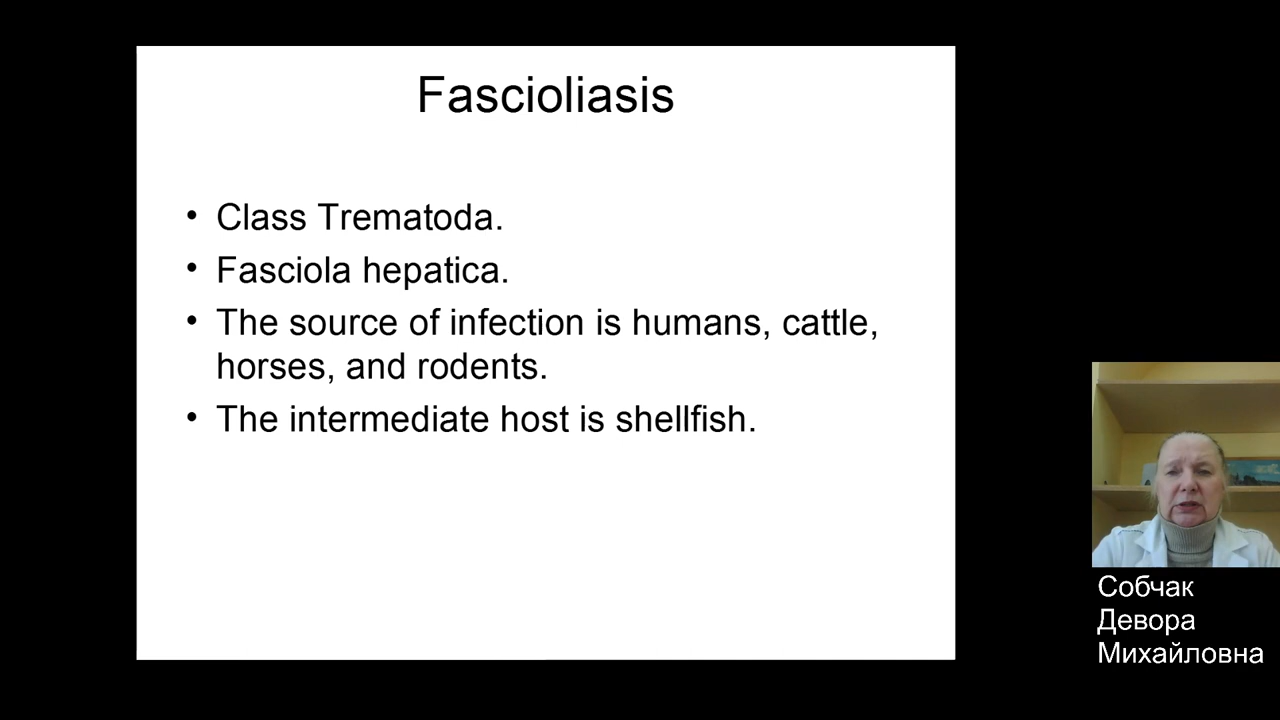 Fascioliasis
• Class Trematoda.
• Fasciola hepatica.
• The source of infection is humans, cattle,
horses, and rodents.
• The intermediate host is shellfish.
Собчак
Девора
Михайловна